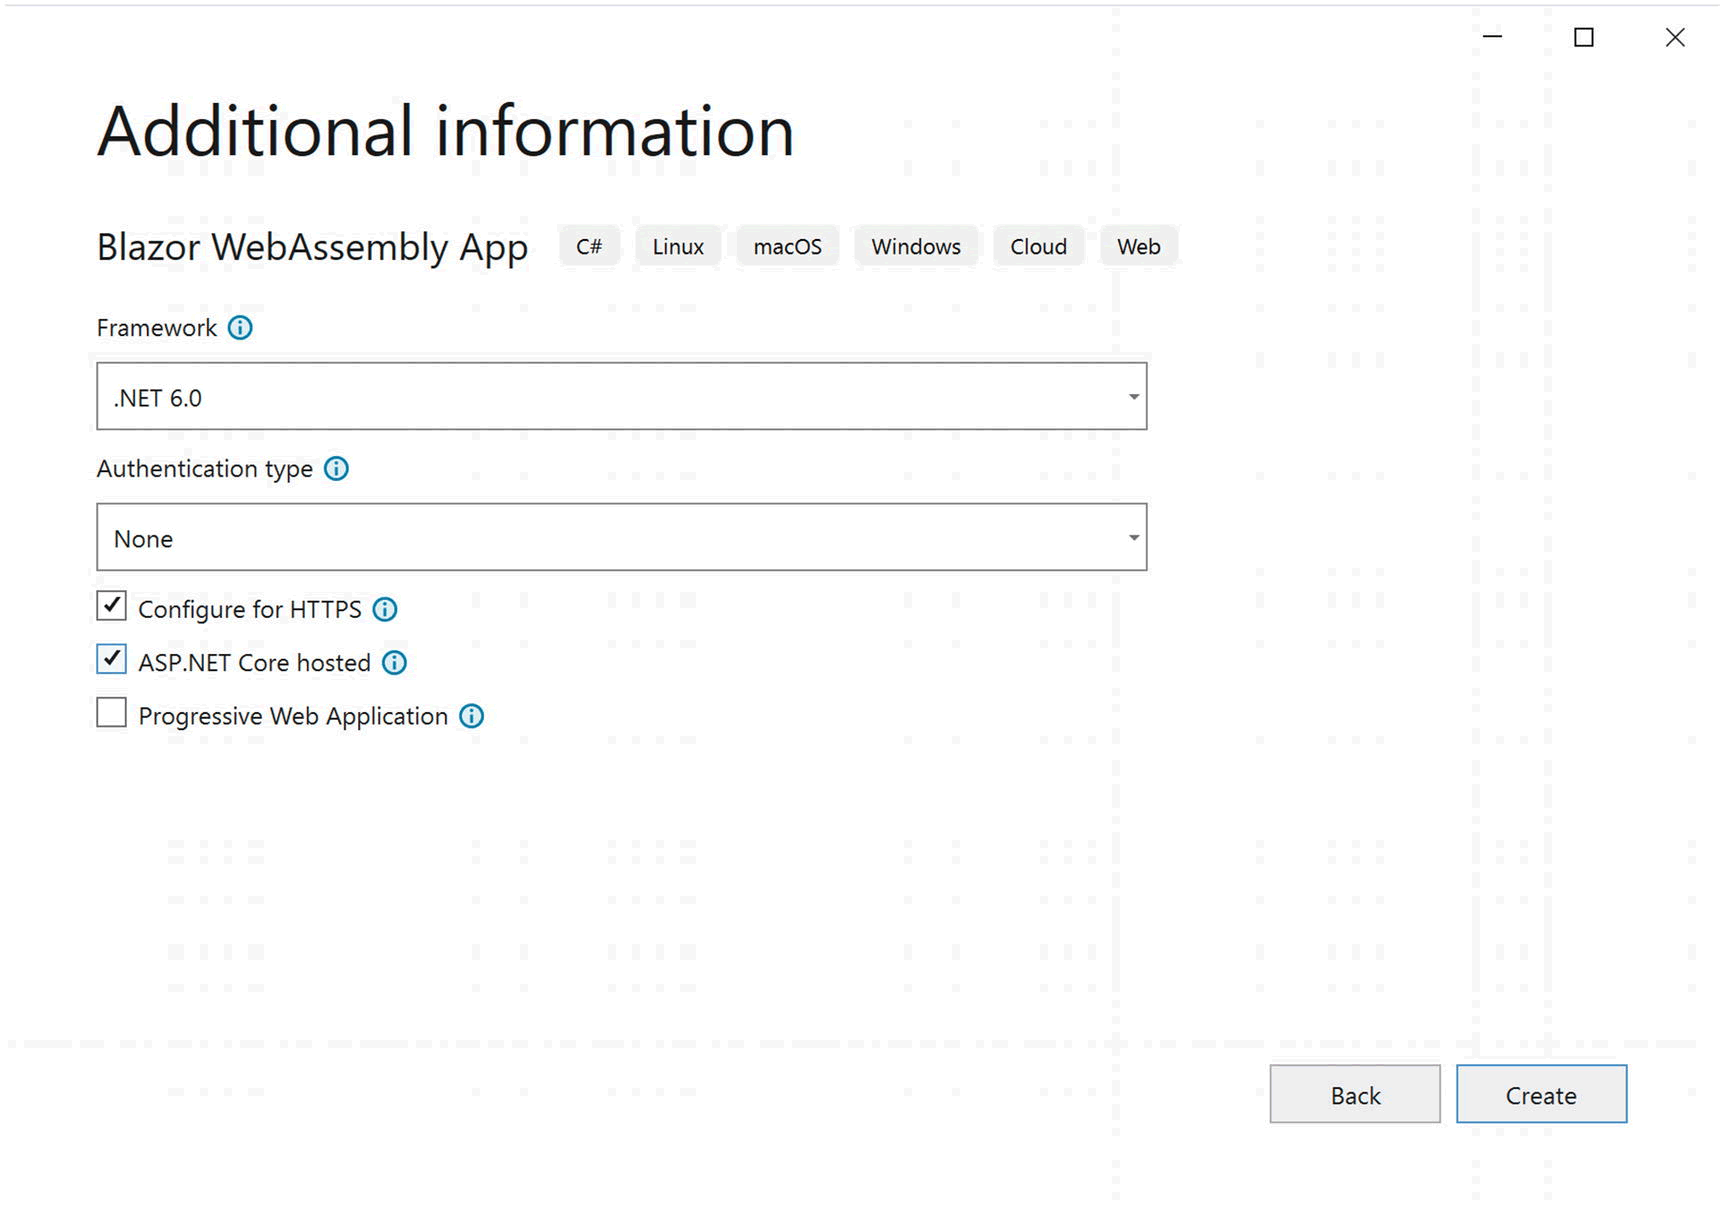 Additional information
Blazor WebAssembly App C# Linux macOS Windows Cloud Web
Framework
.NET 6.0
Authentication type
None
Configure for HTTPS
ASP.NET Core hosted
Progressive Web Application
Back Create